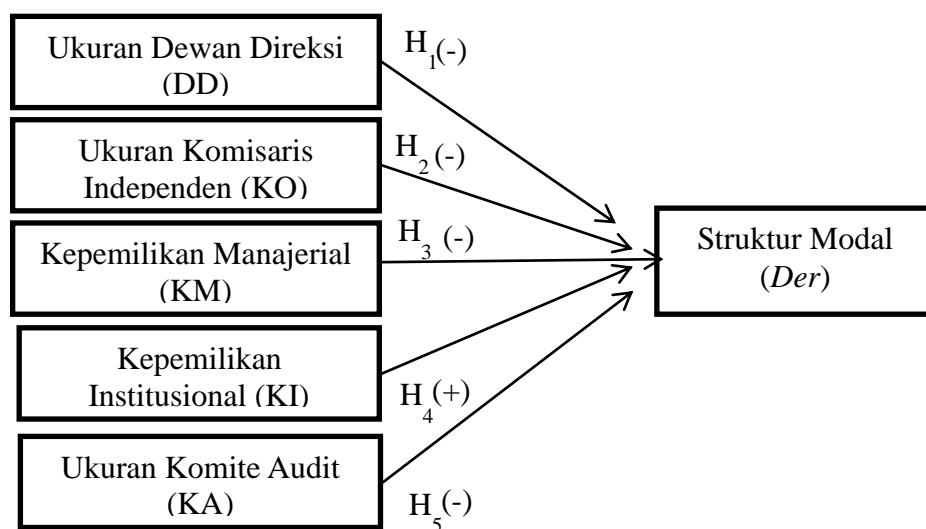 Ukuran Dewan Direksi
(DD)
H1(-)
Ukuran Komisaris
Independen (KO)
H2 (-)
Kepemilikan Manajerial
(KM)
H3 (-)
Struktur Modal
(Der)
Kepemilikan
Institusional (KI)
H4(+)
Ukuran Komite Audit
(KA)
H5(-)